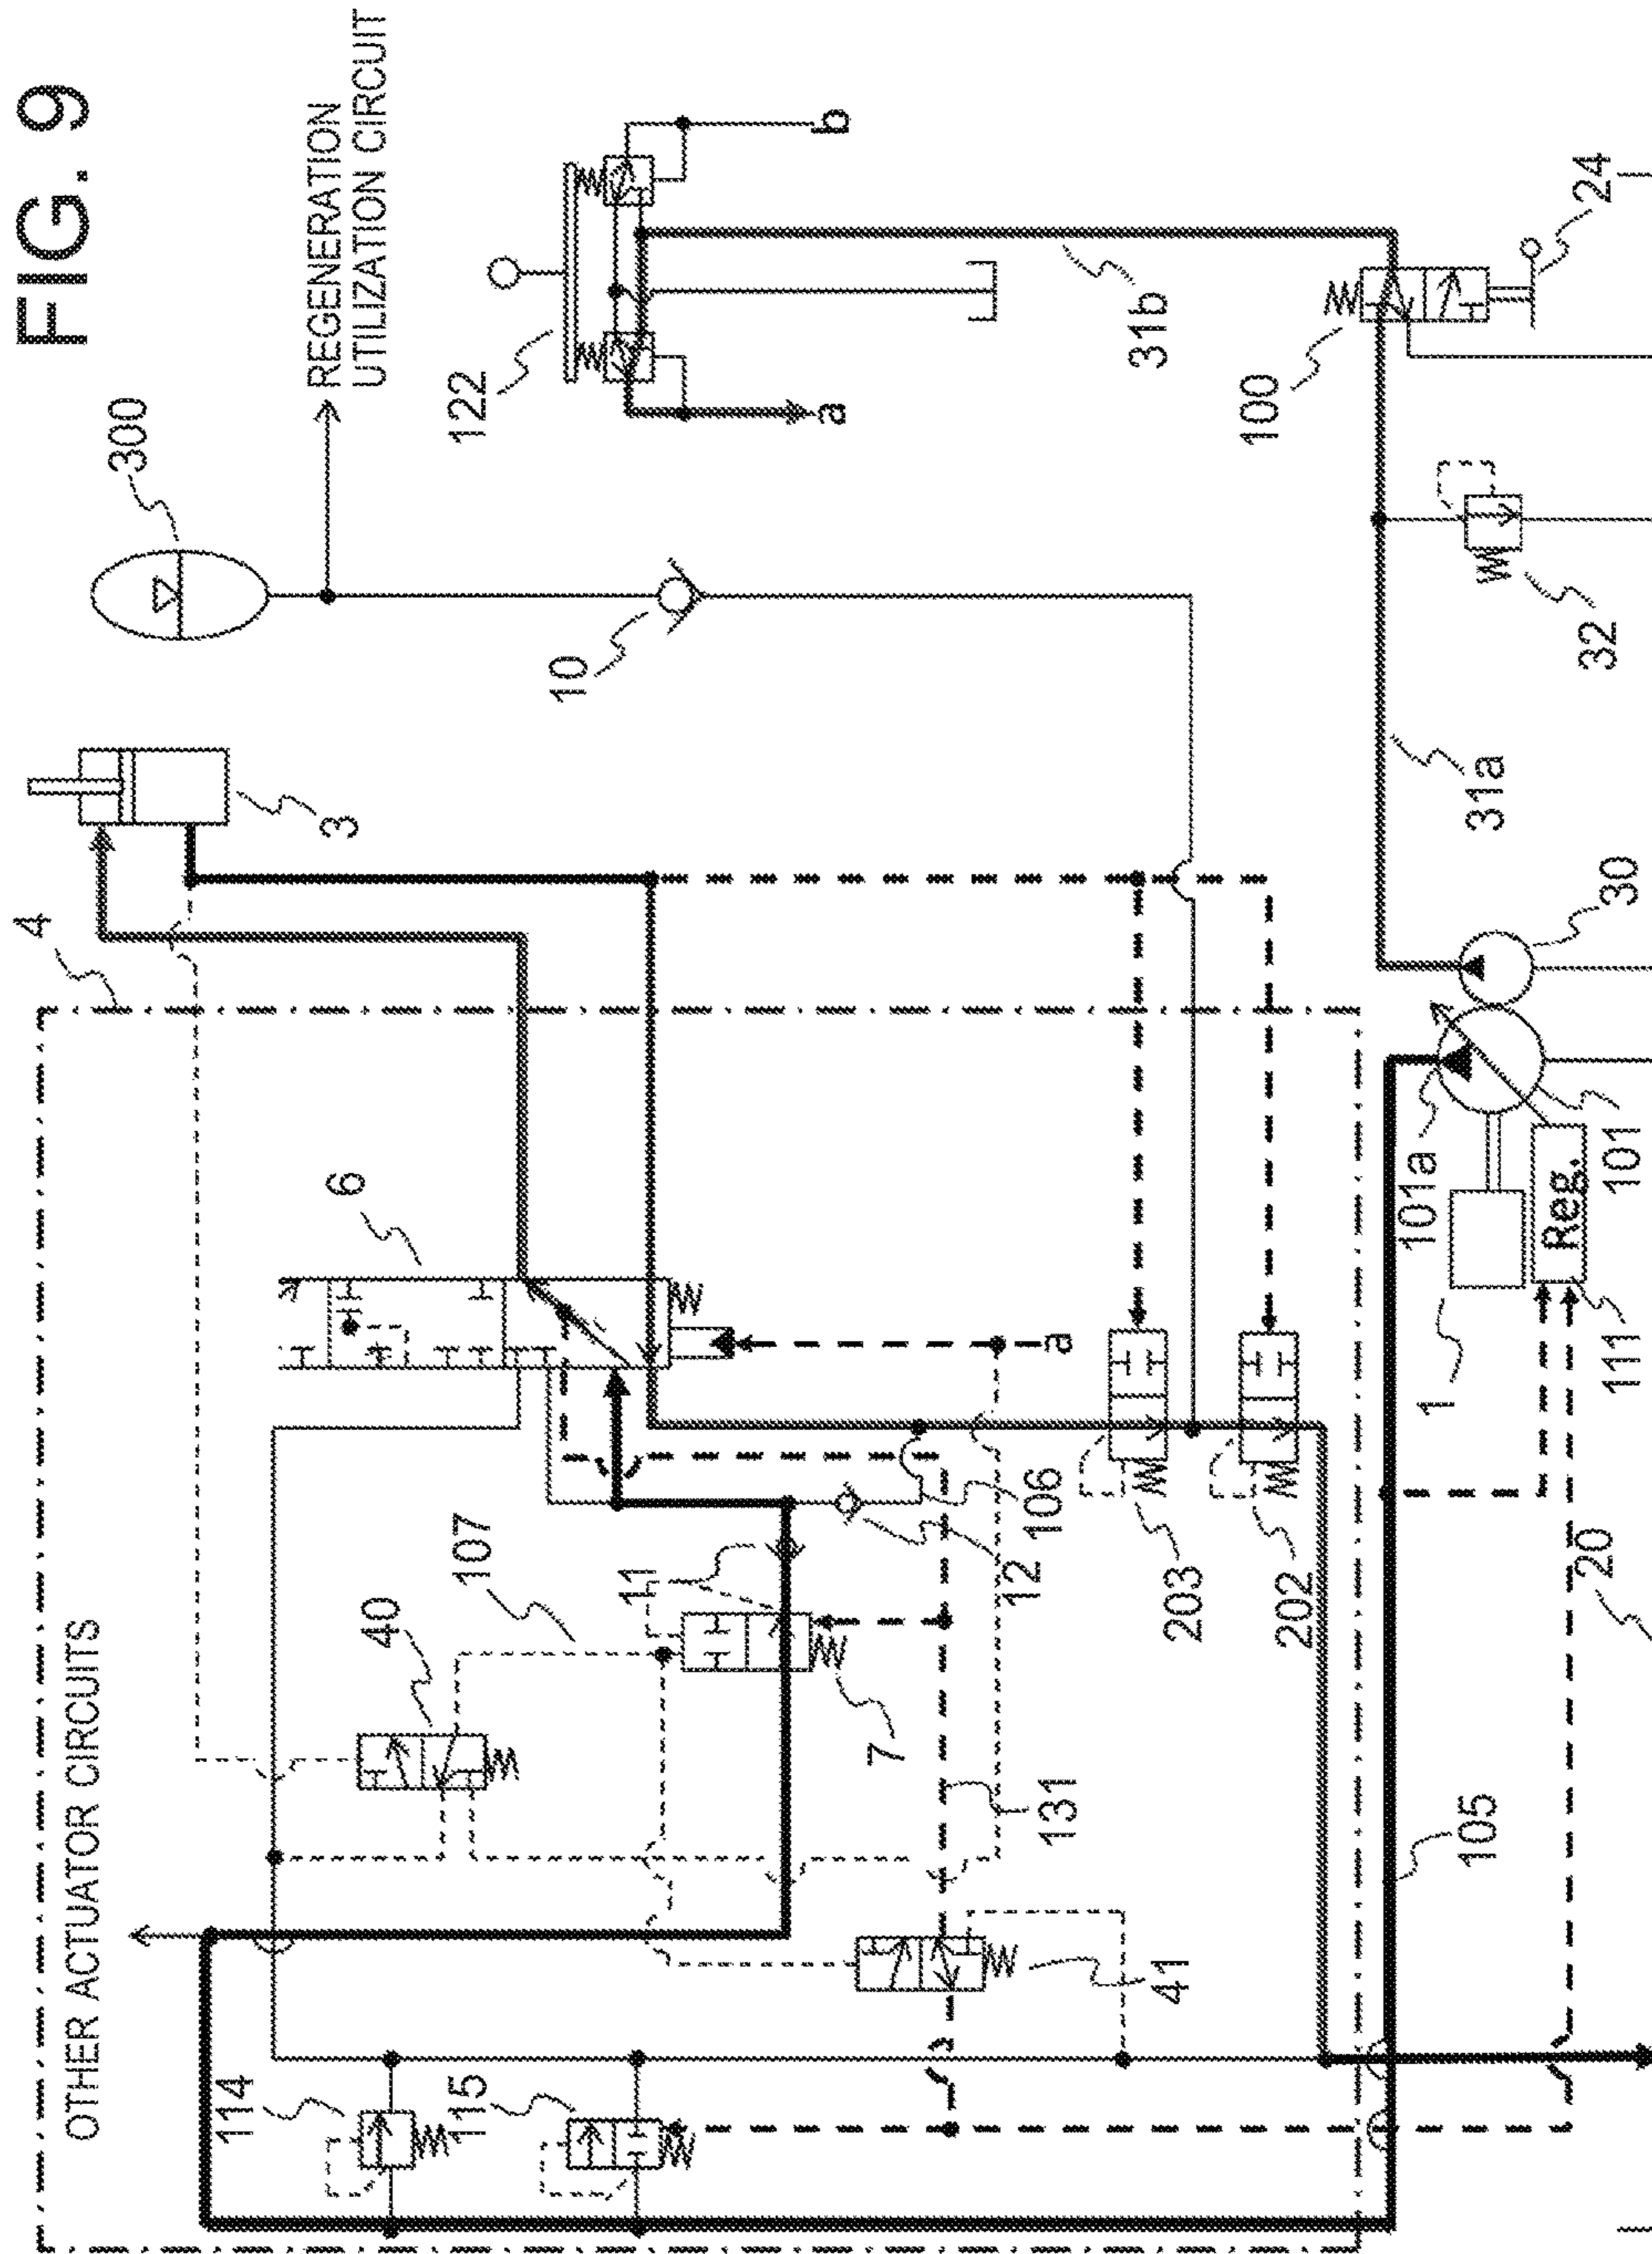 FIG. 9
REGENERATION
UTILIZATION CIRCUIT
300
122
a
b
10
3
4
31b
100
24
32
31a
30
OTHER ACTUATOR CIRCUITS
6
a
107
40
11
106
12
203
202
7
131
41
114
115
101a
101
Reg.
1
111
20
105